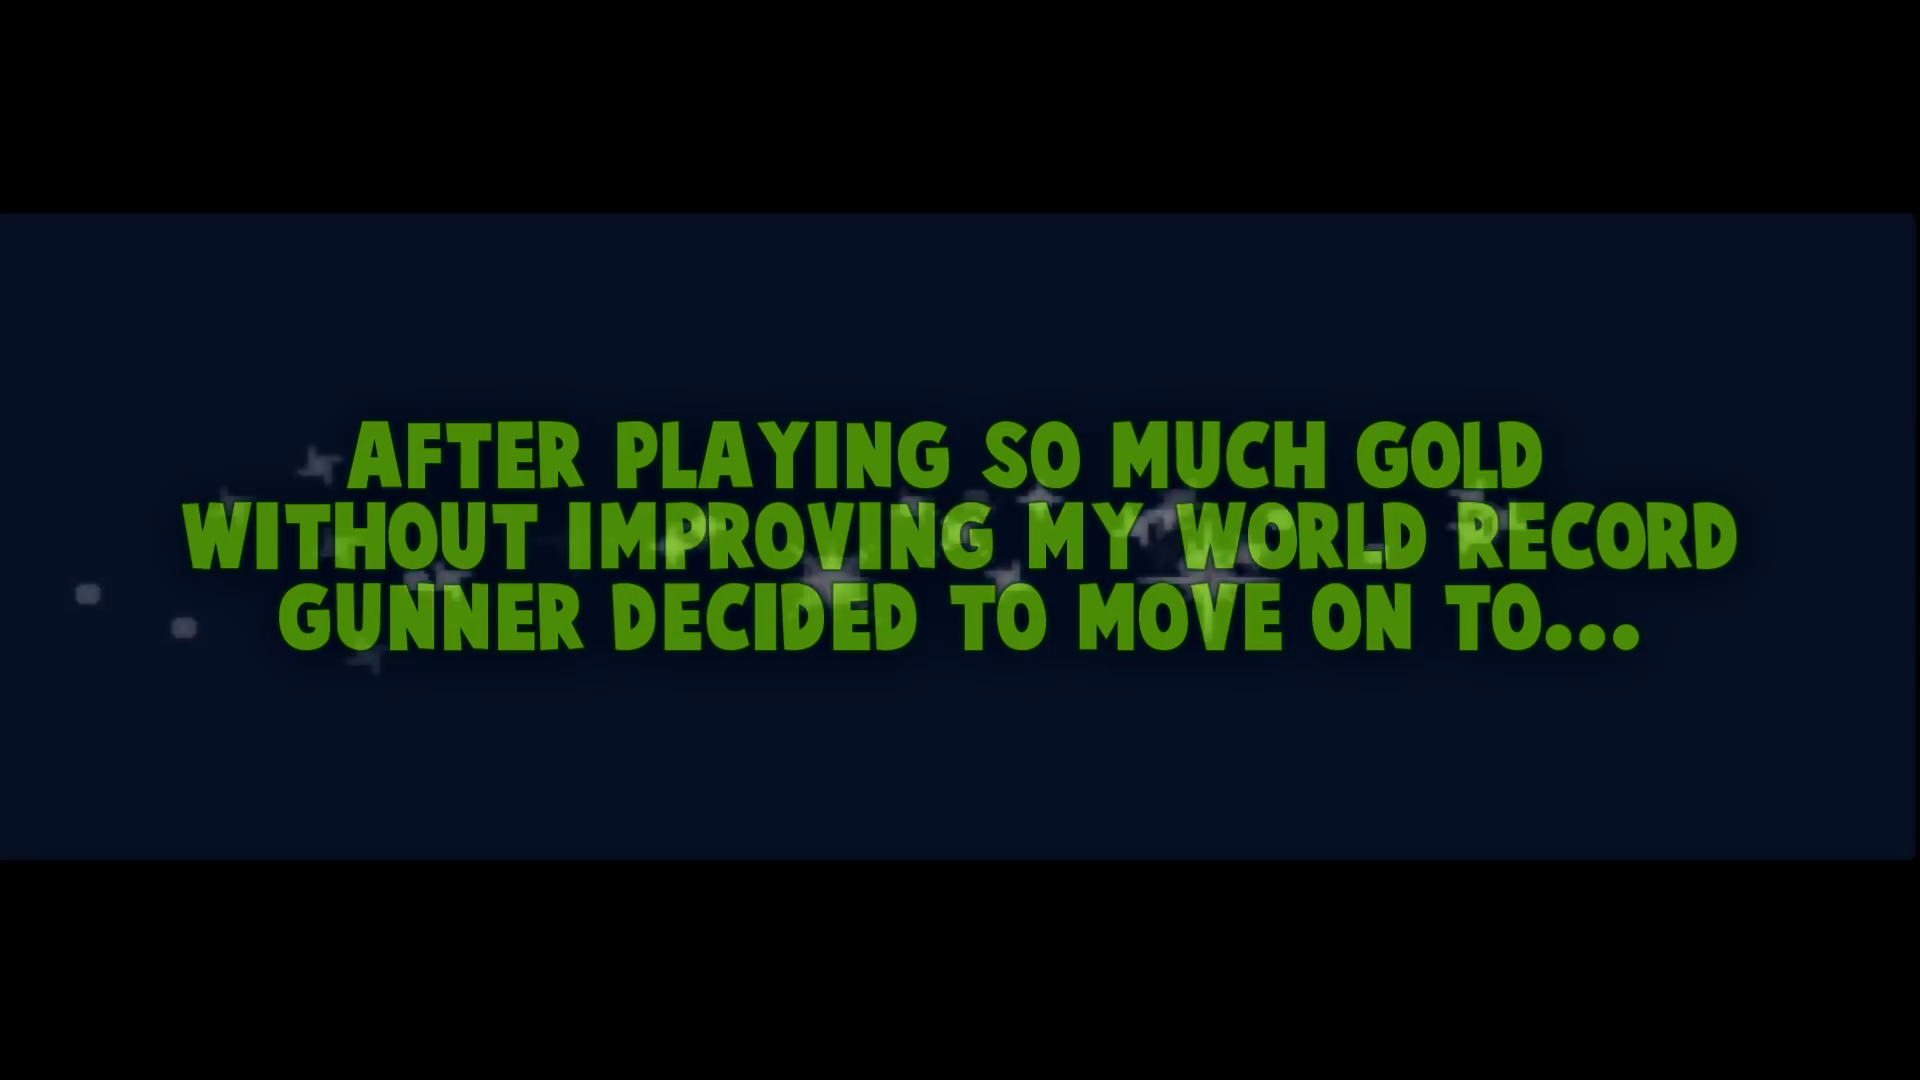 AFTER PLAYING SO MUCH GOLD
WITHOUT IMPROVING MY WORLD RECORD
GUNNER DECIDED TO MOVE ON TO...